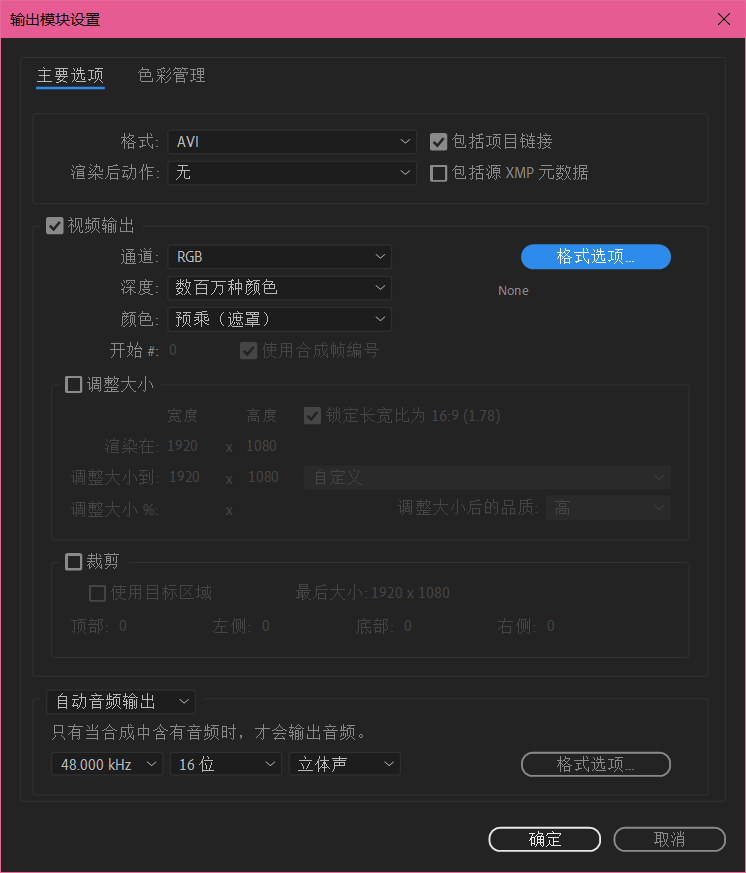 输出模块设置
主要选项 色彩管理
格式: AVI 包括项目链接
渲染后动作: 无 包括源 XMP 元数据
视频输出
通道: RGB 格式选项...
深度: 数百万种颜色 None
颜色: 预乘（遮罩）
开始 #: 0 使用合成帧编号
调整大小
宽度 高度 锁定长宽比为 16:9 (1.78)
渲染在: 1920 x 1080
调整大小到: 1920 x 1080 自定义
调整大小 %: x 调整大小后的品质: 高
裁剪
使用目标区域 最后大小: 1920 x 1080
顶部: 0 左侧: 0 底部: 0 右侧: 0
自动音频输出
只有当合成中含有音频时，才会输出音频。
48.000 kHz 16 位 立体声 格式选项...
确定 取消